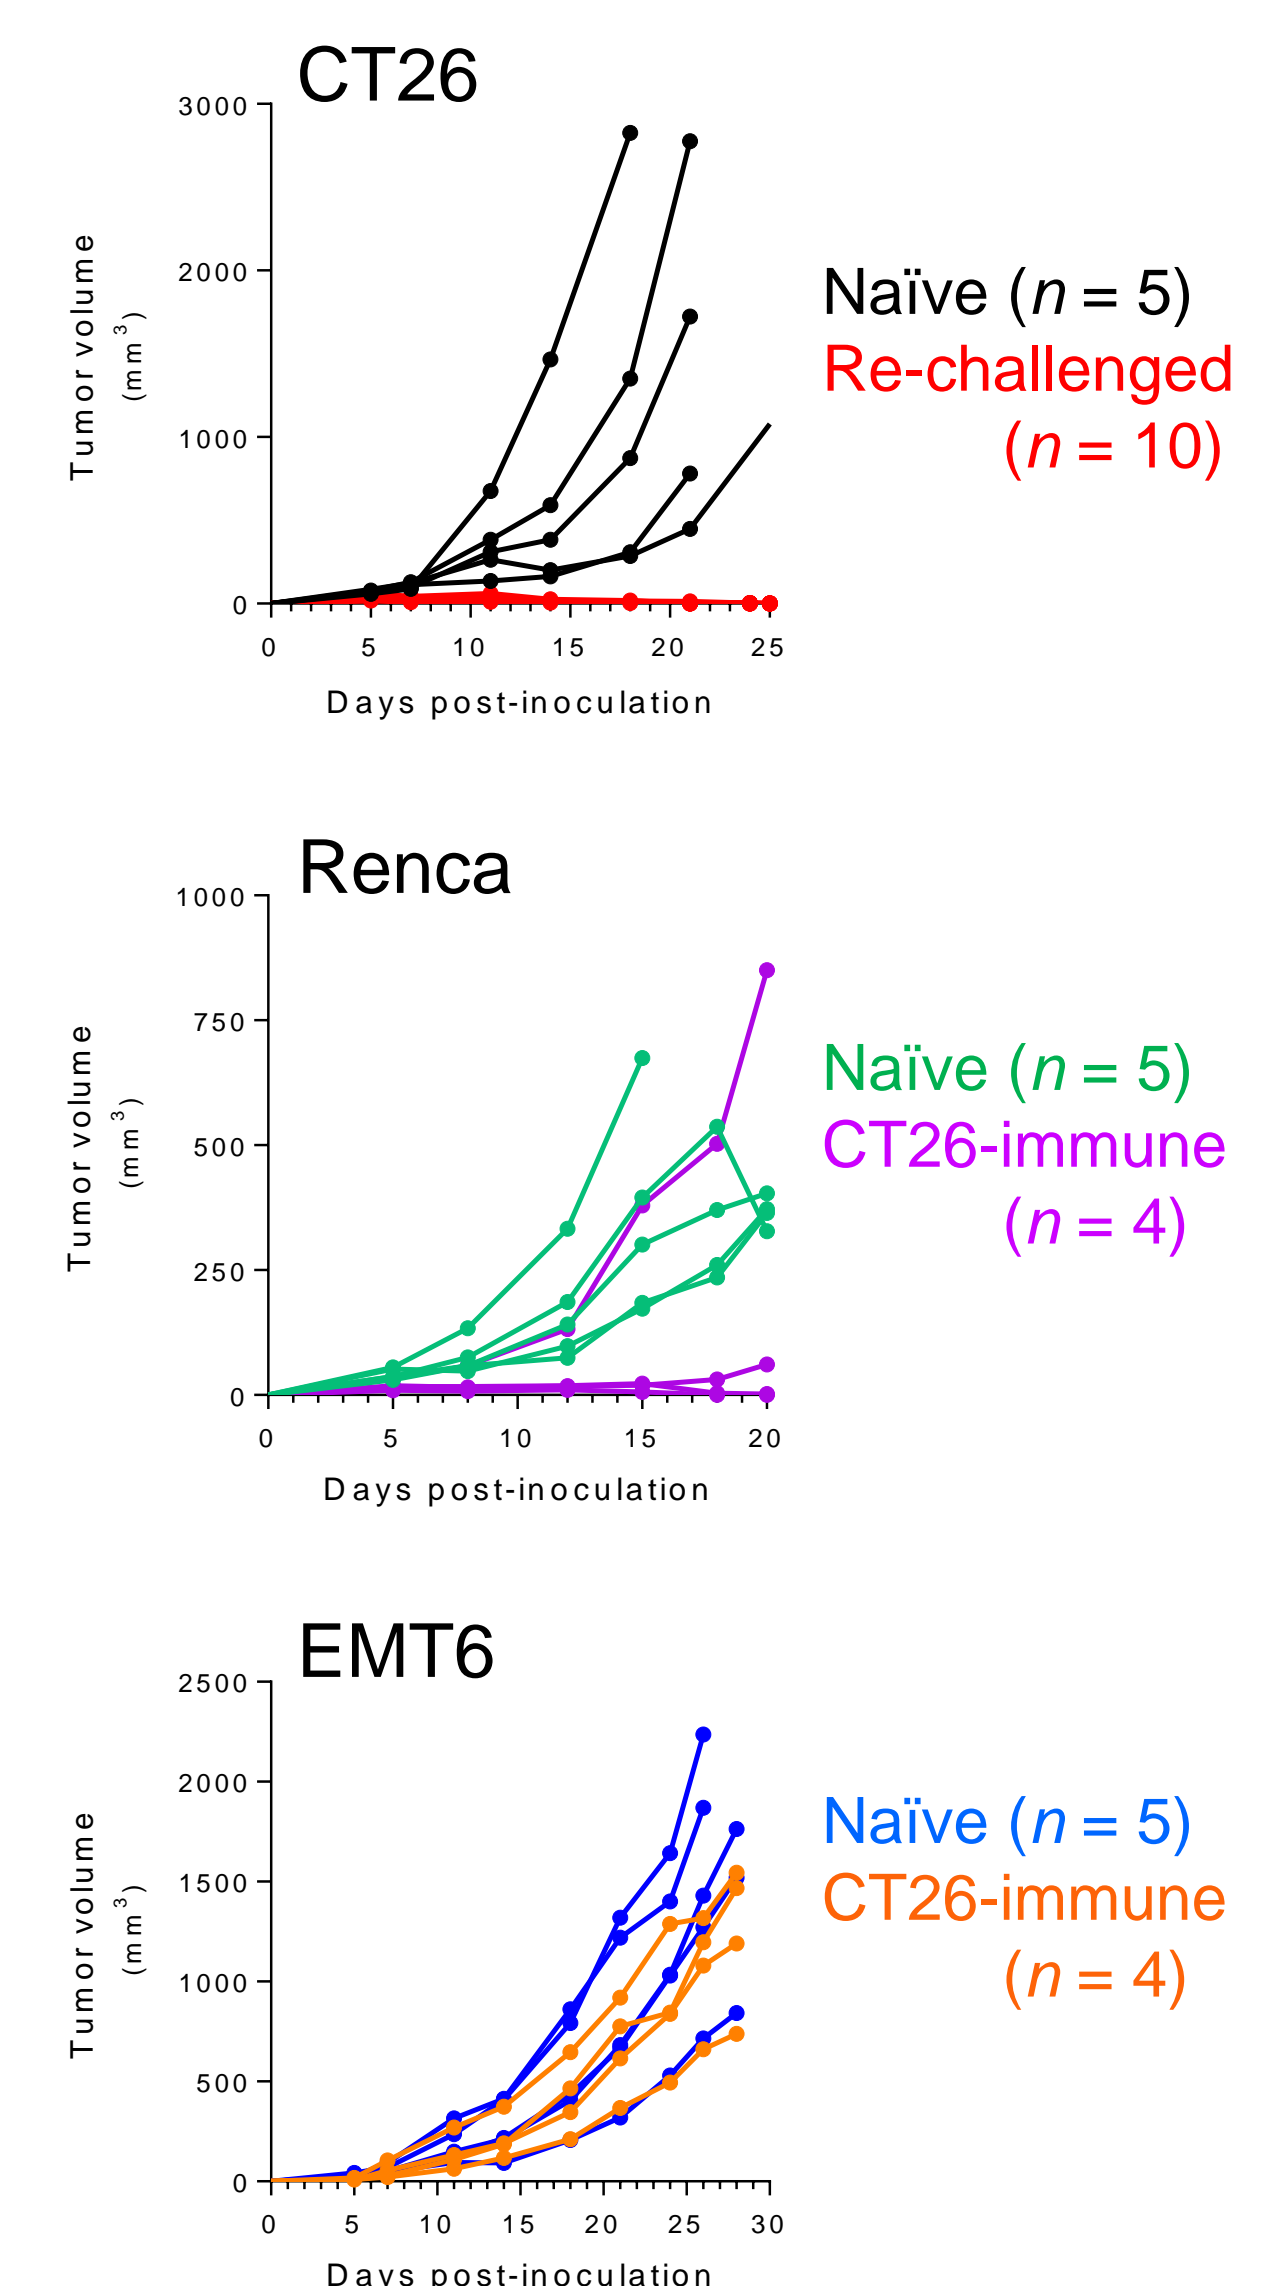 CT26
3000
2000
1000
0
Tumor volume
(mm³)
0 5 10 15 20 25
Days post-inoculation
Naïve (n = 5)
Re-challenged
(n = 10)
Renca
1000
750
500
250
0
Tumor volume
(mm³)
0 5 10 15 20
Days post-inoculation
Naïve (n = 5)
CT26-immune
(n = 4)
EMT6
2500
2000
1500
1000
500
0
Tumor volume
(mm³)
0 5 10 15 20 25 30
Days post-inoculation
Naïve (n = 5)
CT26-immune
(n = 4)